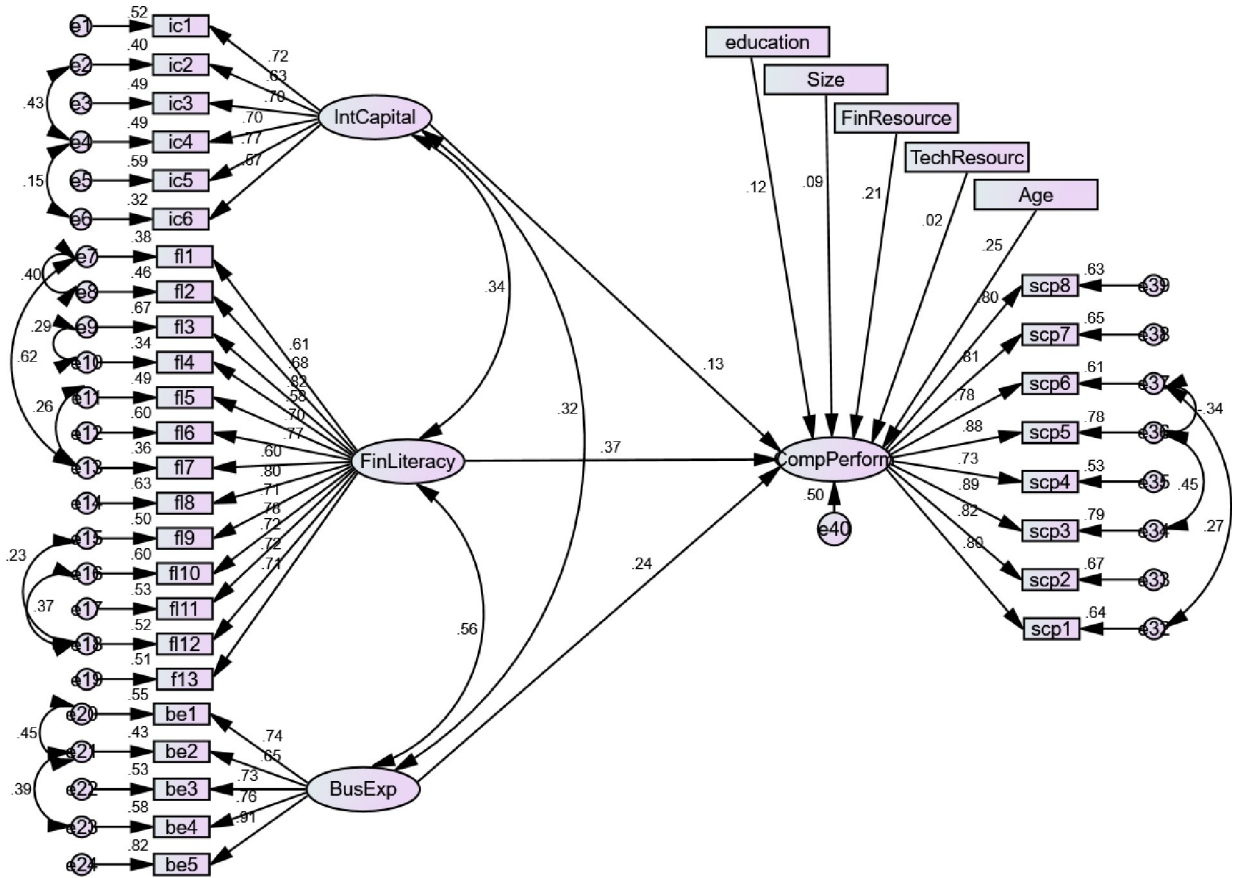 .52
e1 ic1
.40
.72
e2 ic2
.63
.49
e3 ic3
.70
.43
.49
e4 ic4
.70
IntCapital
.77
.59
e5 ic5
.67
.15
.32
e6 ic6
.38
e7 fl1
.40
.46
e8 fl2
.67
e9 fl3
.29
.34
e10 fl4
.62
.49
e11 fl5
.26
.60
e12 fl6
.36
e13 fl7
.63
e14 fl8
.50
e15 fl9
.23
.60
e16 fl10
.37
.53
e17 fl11
.52
e18 fl12
.51
e19 f13
.61
.68
.82
.58
.70
.77
.60
.80
.71
.78
.72
.72
.71
FinLiteracy
.55
e20 be1
.45
.43
e21 be2
.53
e22 be3
.39
.58
e23 be4
.82
e24 be5
.74
.65
.73
.76
.91
BusExp
.34
.32
.56
.13
.37
.24
education
Size
FinResource
TechResourc
Age
.12
.09
.21
.02
.25
CompPerform
.50
e40
.80
.81
.78
.88
.73
.89
.82
.80
scp8 .63 e39
scp7 .65 e38
scp6 .61 e37
scp5 .78 e36
scp4 .53 e35
scp3 .79 e34
scp2 .67 e33
scp1 .64 e32
-.34
.45
.27